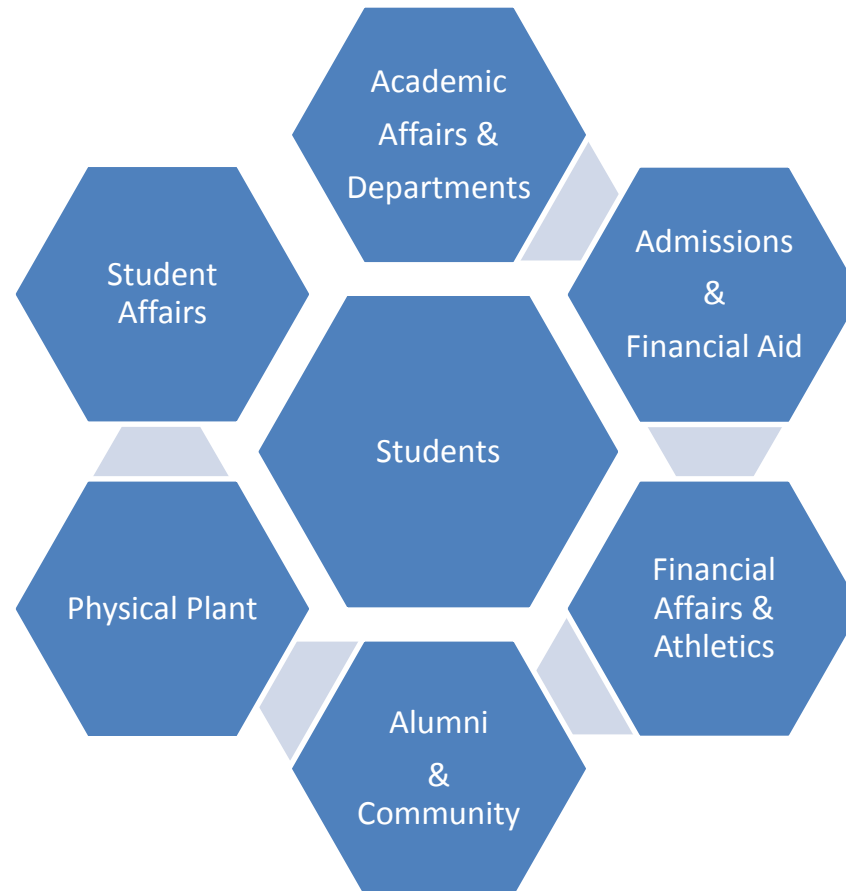 Academic
Affairs &
Departments
Student
Affairs
Admissions
&
Financial Aid
Students
Physical Plant
Financial
Affairs &
Athletics
Alumni
&
Community